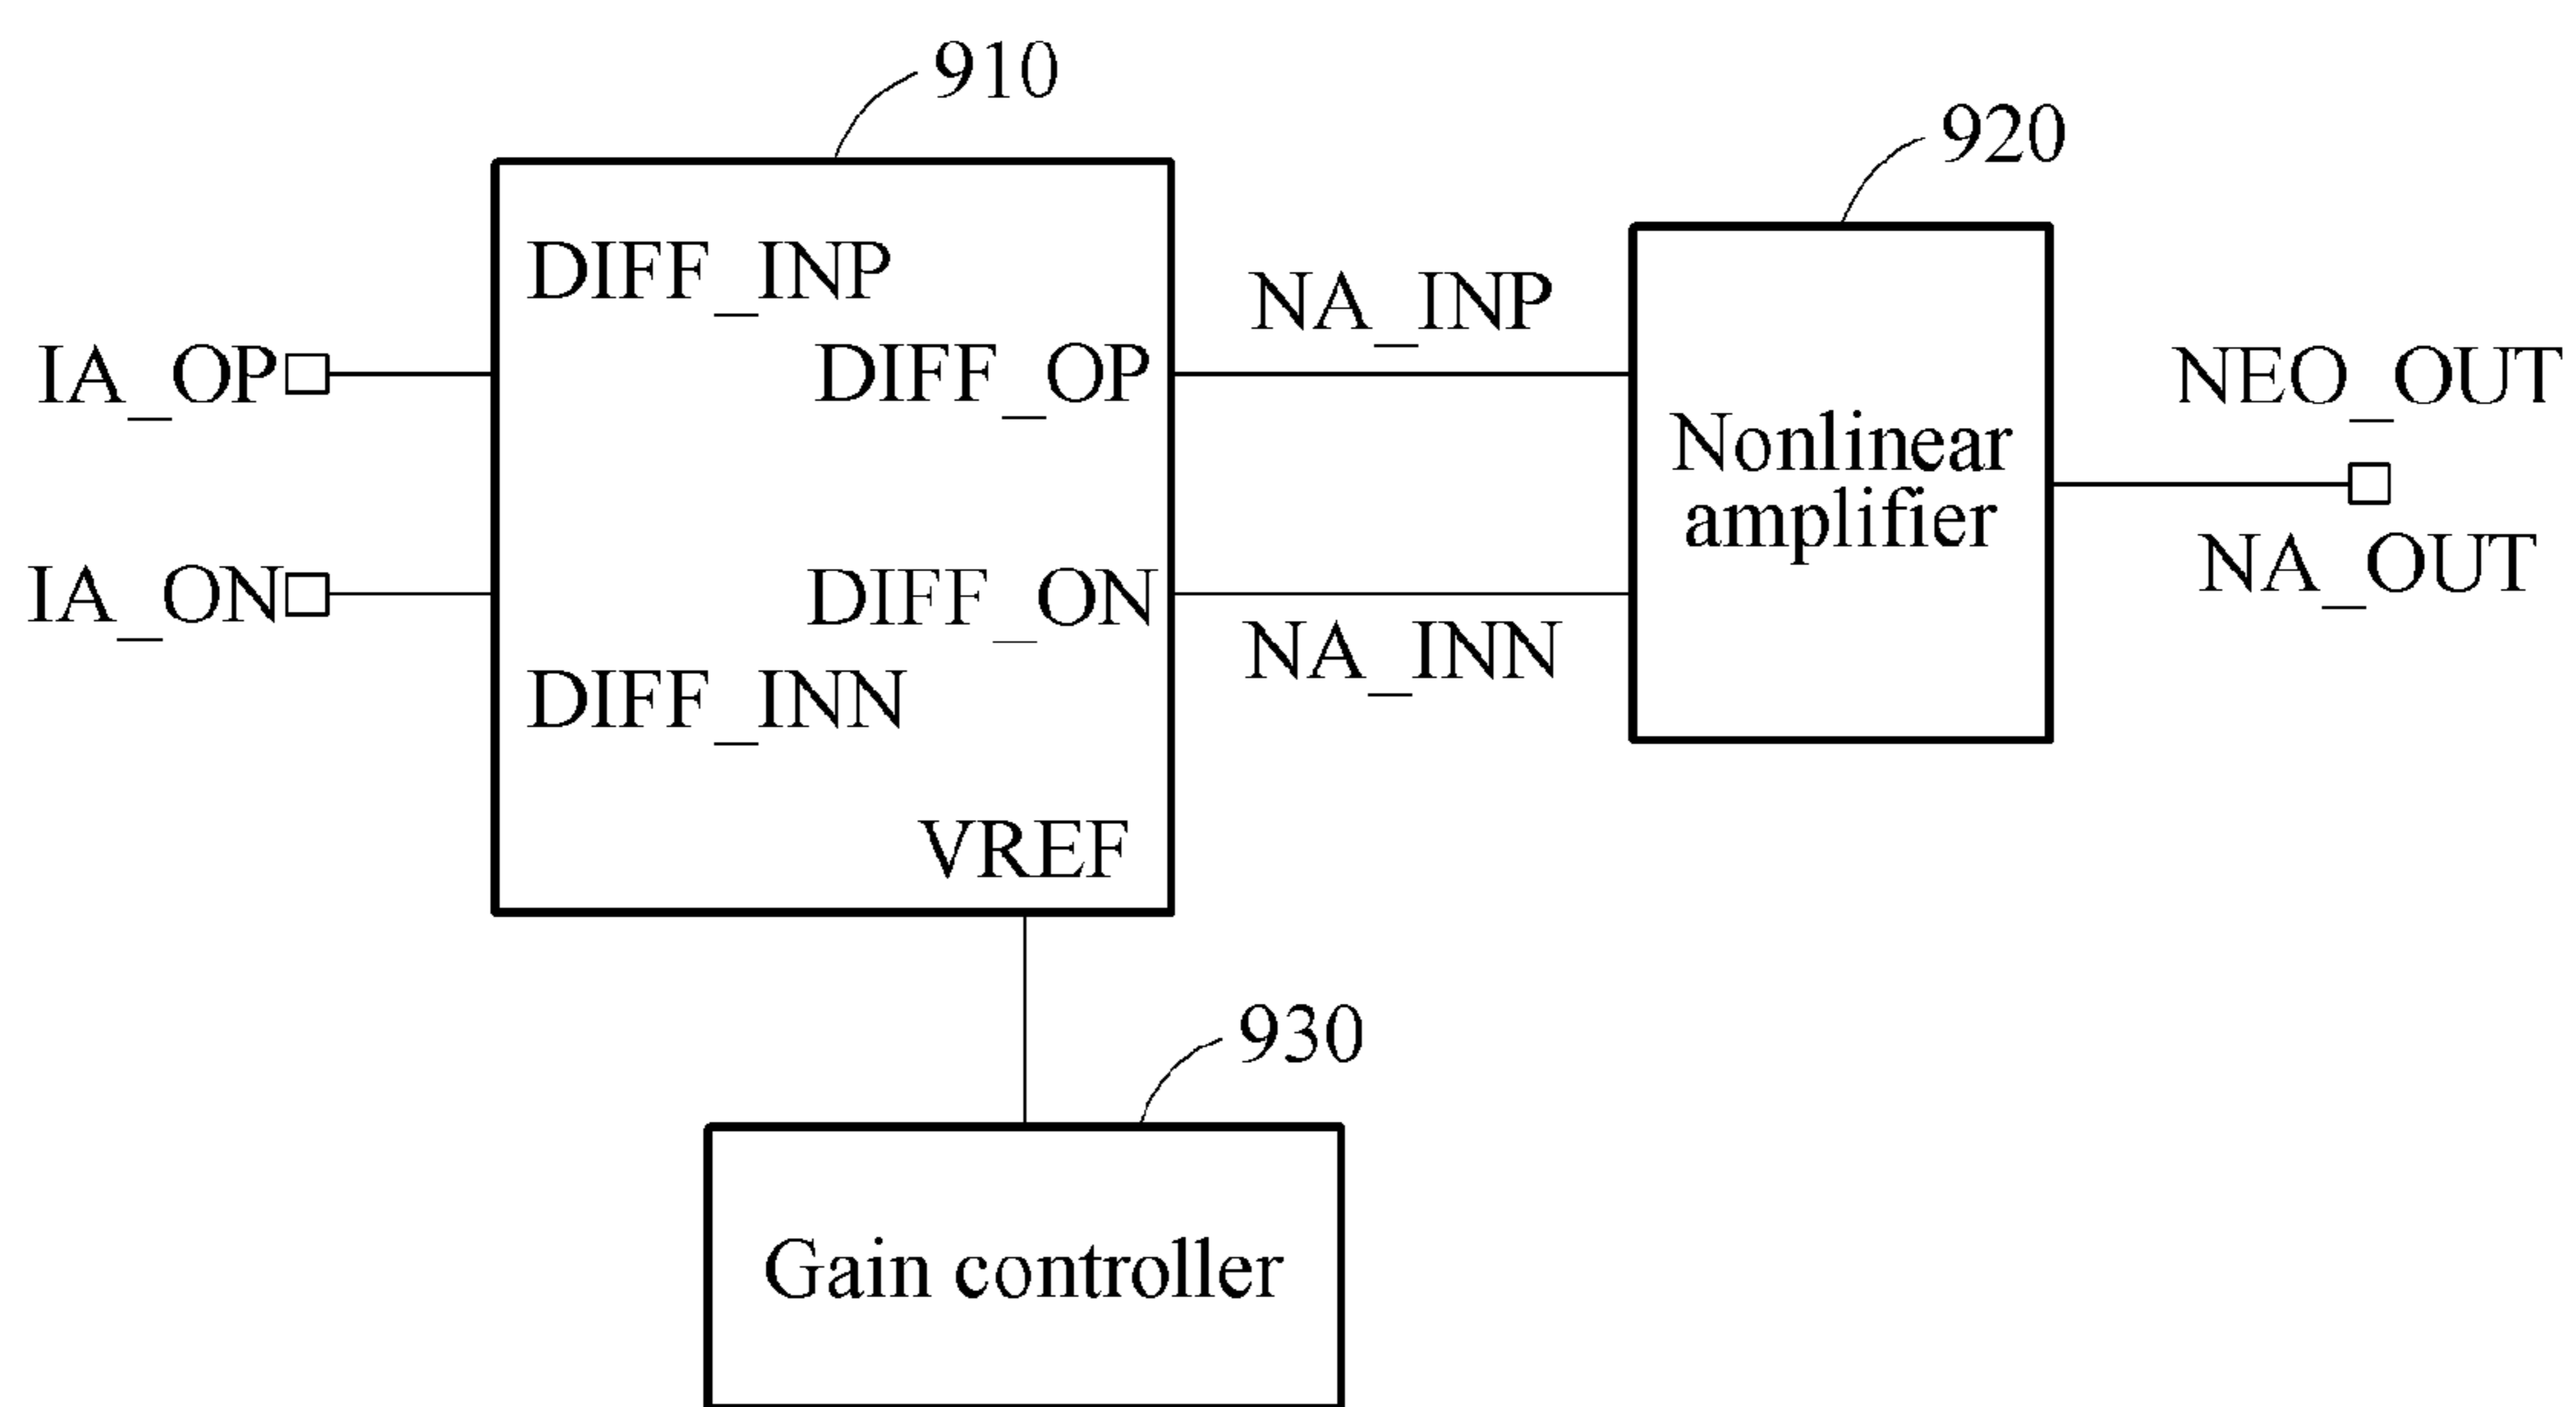 910
920
DIFF_INP
NA_INP
IA_OP
DIFF_OP
NEO_OUT
Nonlinear
amplifier
IA_ON
DIFF_ON
NA_OUT
NA_INN
DIFF_INN
VREF
930
Gain controller